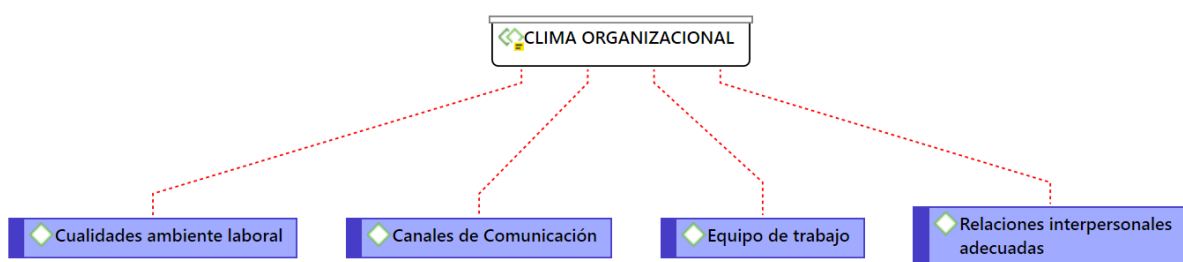 CLIMA ORGANIZACIONAL
Cualidades ambiente laboral
Canales de Comunicación
Equipo de trabajo
Relaciones interpersonales
adecuadas